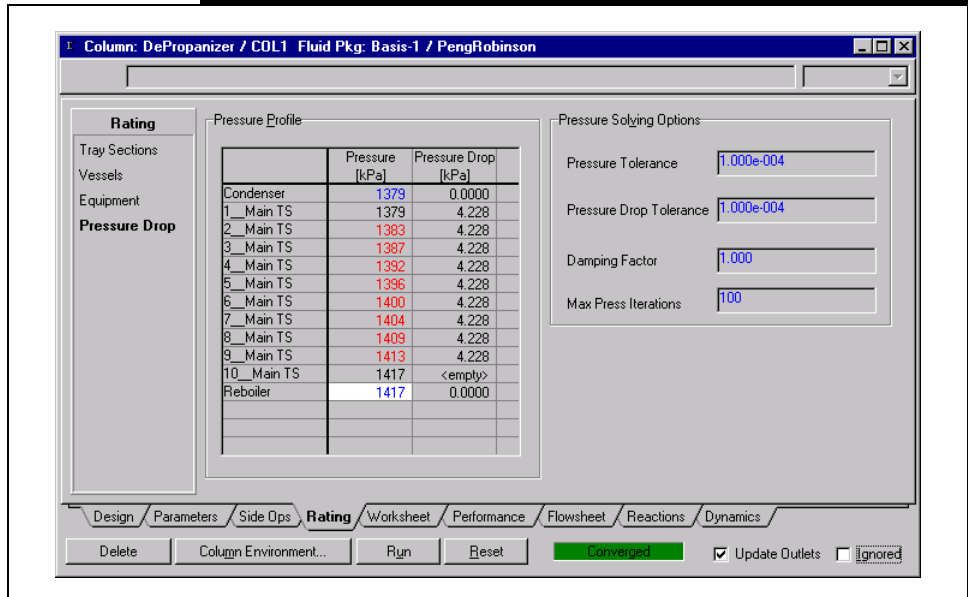 Column: DePropanizer / COL1 Fluid Pkg: Basis-1 / PengRobinson
Rating
Tray Sections
Vessels
Equipment
Pressure Drop
Pressure Profile
Pressure Pressure Drop
[kPa] [kPa]
Condenser 1379 0.0000
1__Main TS 1379 4.228
2__Main TS 1383 4.228
3__Main TS 1387 4.228
4__Main TS 1392 4.228
5__Main TS 1396 4.228
6__Main TS 1400 4.228
7__Main TS 1404 4.228
8__Main TS 1409 4.228
9__Main TS 1413 4.228
10__Main TS 1417 <empty>
Reboiler 1417 0.0000
Pressure Solving Options
Pressure Tolerance 1.000e-004
Pressure Drop Tolerance 1.000e-004
Damping Factor 1.000
Max Press Iterations 100
Design Parameters Side Ops Rating Worksheet Performance Flowsheet Reactions Dynamics
Delete Column Environment... Run Reset Converged Update Outlets Ignored